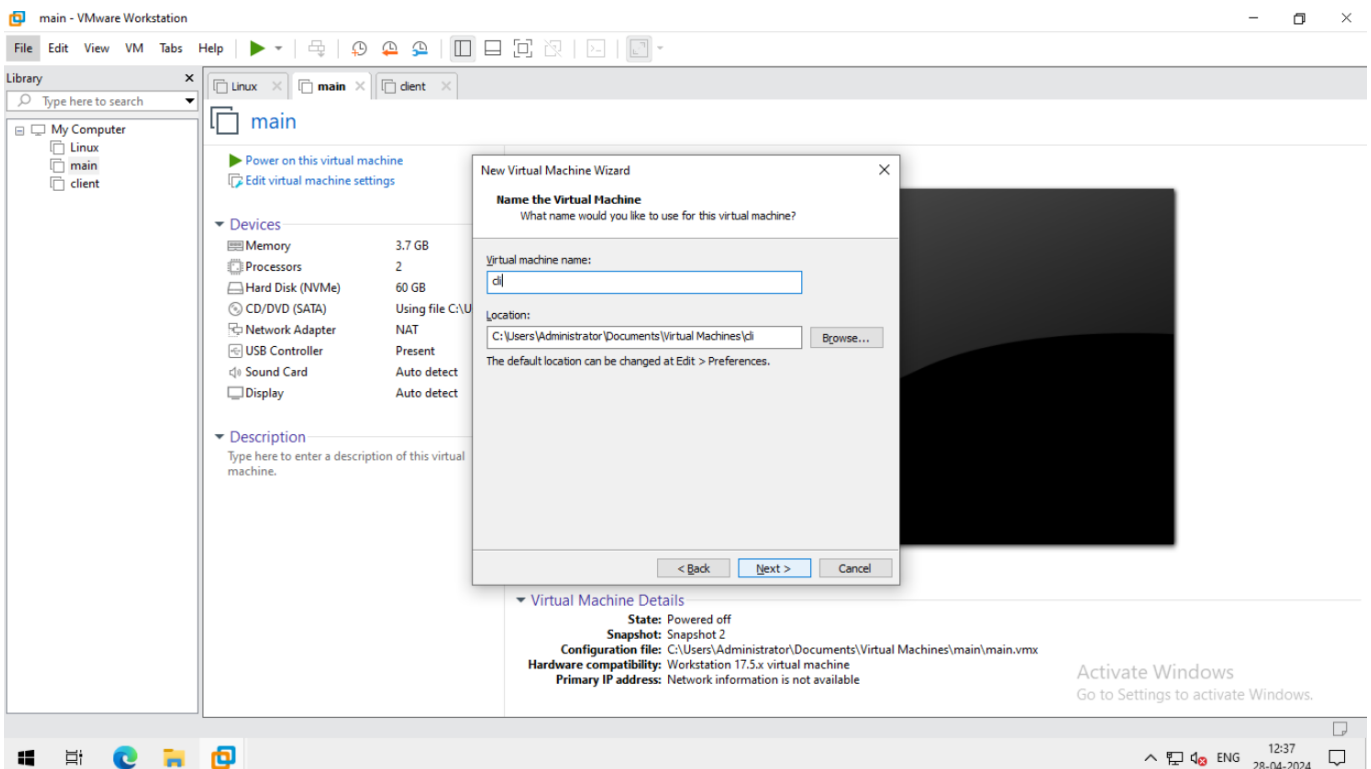 main - VMware Workstation
File Edit View VM Tabs Help
Library
Type here to search
My Computer
Linux
main
client
Linux main client
main
Power on this virtual machine
Edit virtual machine settings
Devices
Memory 3.7 GB
Processors 2
Hard Disk (NVMe) 60 GB
CD/DVD (SATA) Using file C:\U
Network Adapter NAT
USB Controller Present
Sound Card Auto detect
Display Auto detect
Description
Type here to enter a description of this virtual
machine.
New Virtual Machine Wizard
Name the Virtual Machine
What name would you like to use for this virtual machine?
Virtual machine name:
cli
Location:
C:\Users\Administrator\Documents\Virtual Machines\cli
Browse...
The default location can be changed at Edit > Preferences.
< Back Next > Cancel
Virtual Machine Details
State: Powered off
Snapshot: Snapshot 2
Configuration file: C:\Users\Administrator\Documents\Virtual Machines\main\main.vmx
Hardware compatibility: Workstation 17.5.x virtual machine
Primary IP address: Network information is not available
Activate Windows
Go to Settings to activate Windows.
ENG
12:37
28-04-2024